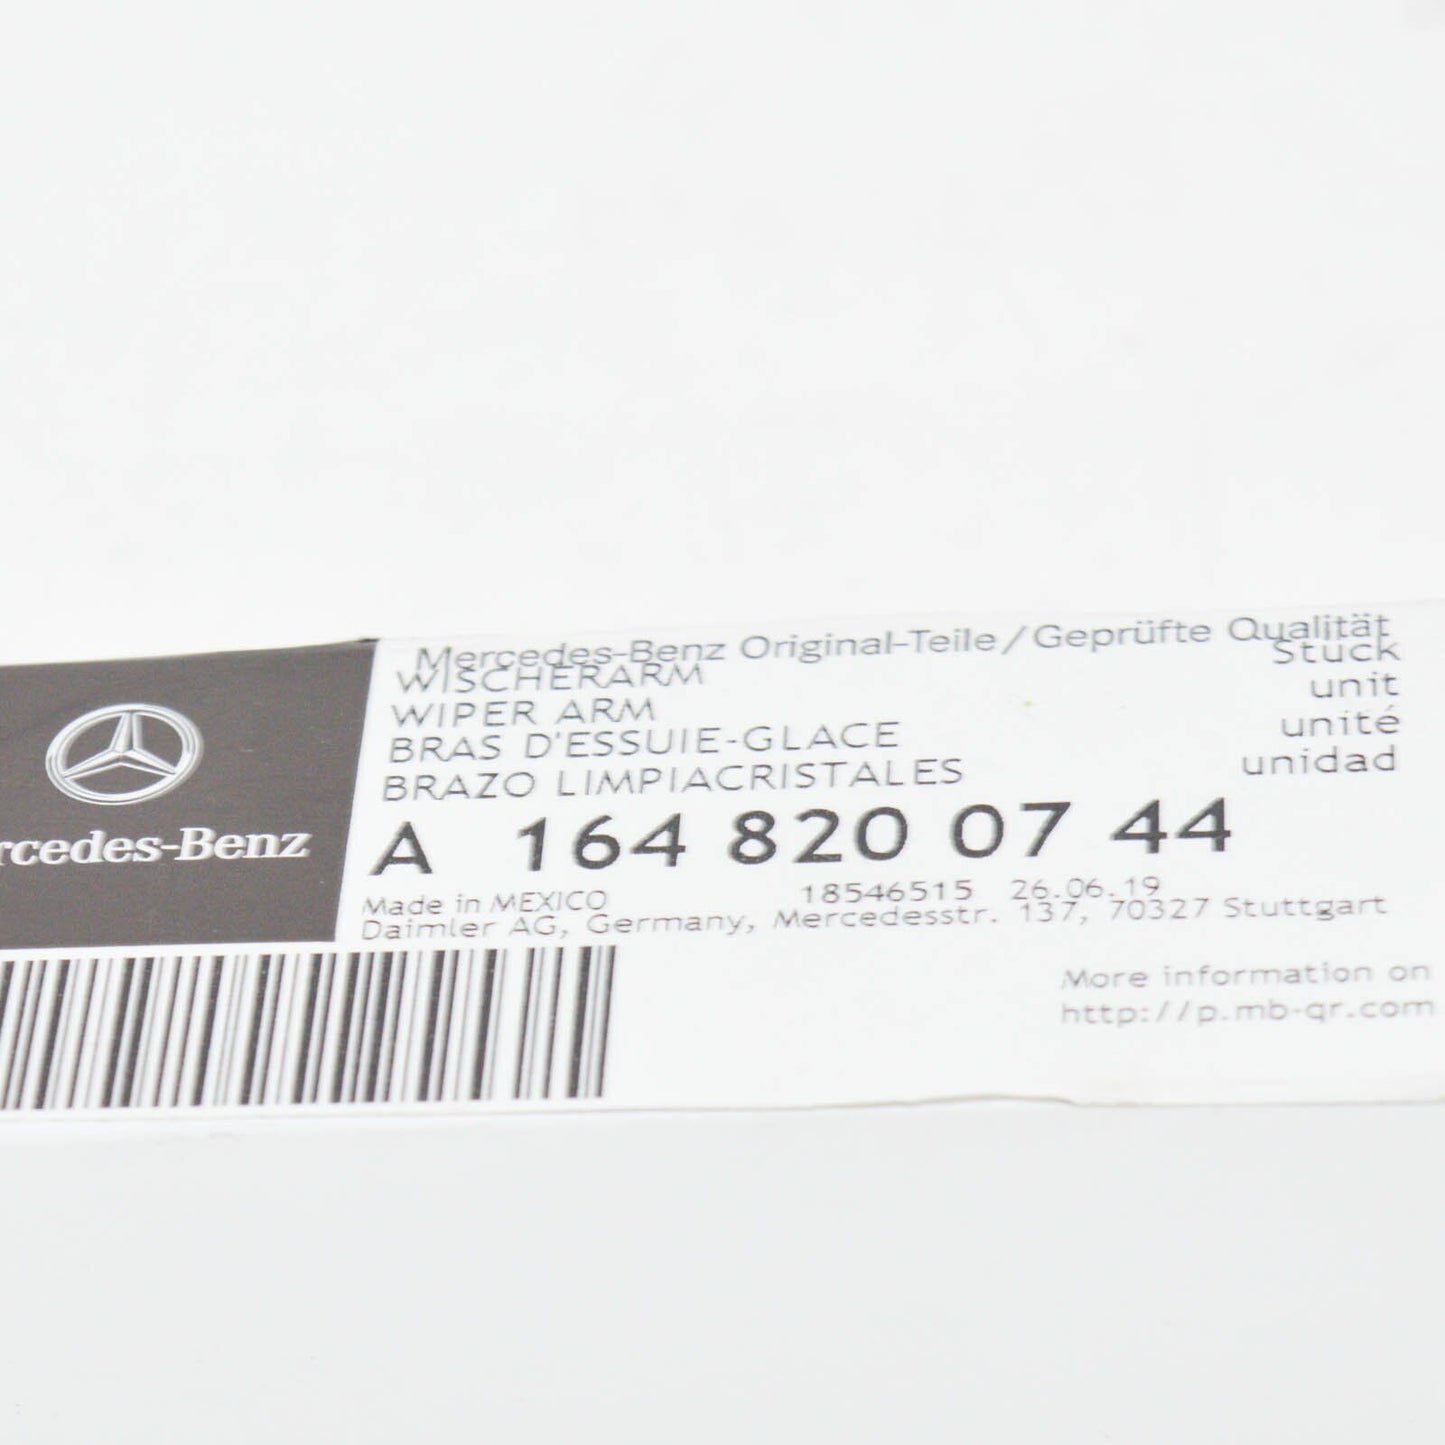 Mercedes-Benz Original-Teile/Geprüfte Qualität
WISCHERARM Stuck
WIPER ARM unit
BRAS D'ESSUIE-GLACE unité
BRAZO LIMPIACRISTALES unidad
A 164 820 07 44
Made in MEXICO 18546515 26.06.19
Daimler AG, Germany, Mercedesstr. 137, 70327 Stuttgart
rcedes-Benz
More information on
http://p.mb-qr.com